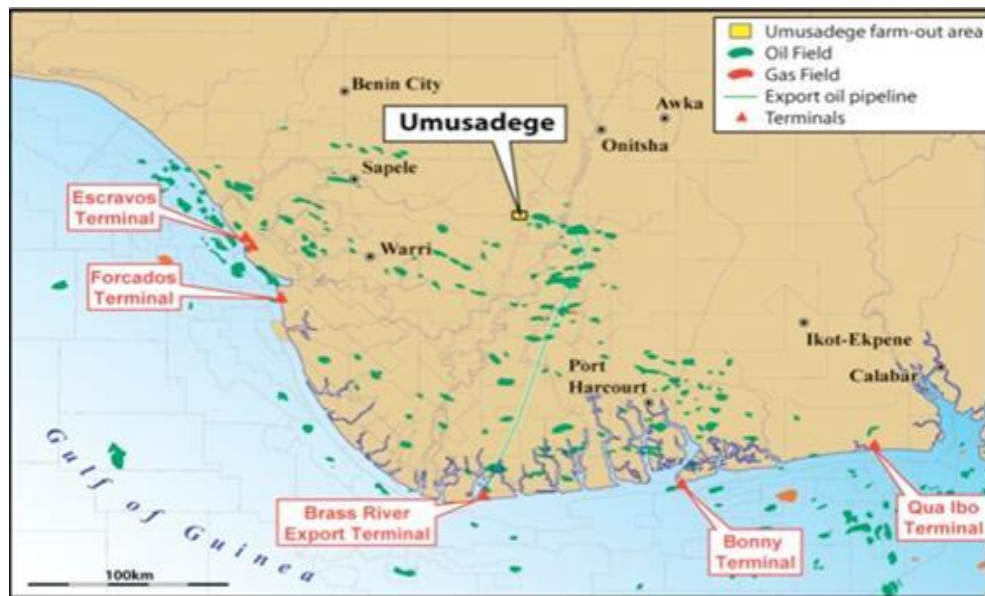 Umusadege farm-out area
Oil Field
Gas Field
Export oil pipeline
Terminals
Benin City
Awka
Umusadege
Onitsha
Sapele
Escravos
Terminal
Warri
Forcados
Terminal
Ikot-Ekpene
Port
Harcourt
Calabar
Gulf of Guinea
Brass River
Export Terminal
Bonny
Terminal
Qua Ibo
Terminal
100km